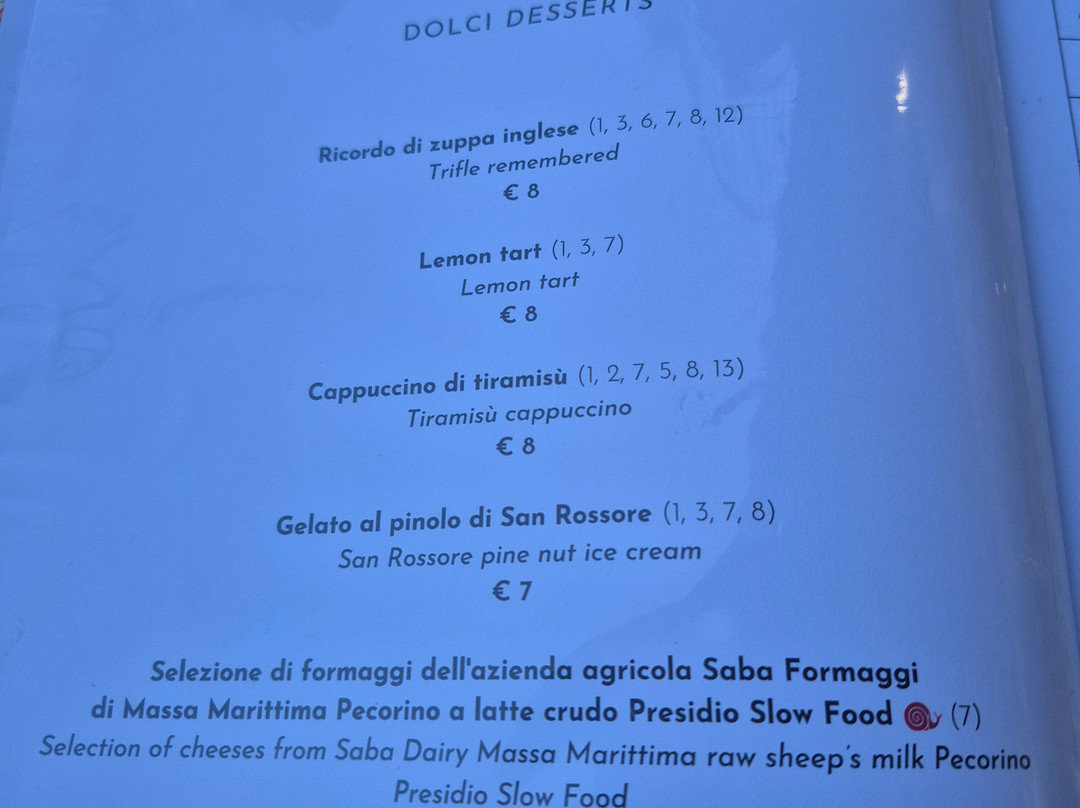 DOLCI DESSERTS
Ricordo di zuppa inglese (1, 3, 6, 7, 8, 12)
Trifle remembered
€ 8
Lemon tart (1, 3, 7)
Lemon tart
€ 8
Cappuccino di tiramisù (1, 2, 7, 5, 8, 13)
Tiramisù cappuccino
€ 8
Gelato al pinolo di San Rossore (1, 3, 7, 8)
San Rossore pine nut ice cream
€ 7
Selezione di formaggi dell'azienda agricola Saba Formaggi
di Massa Marittima Pecorino a latte crudo Presidio Slow Food (7)
Selection of cheeses from Saba Dairy Massa Marittima raw sheep's milk Pecorino
Presidio Slow Food